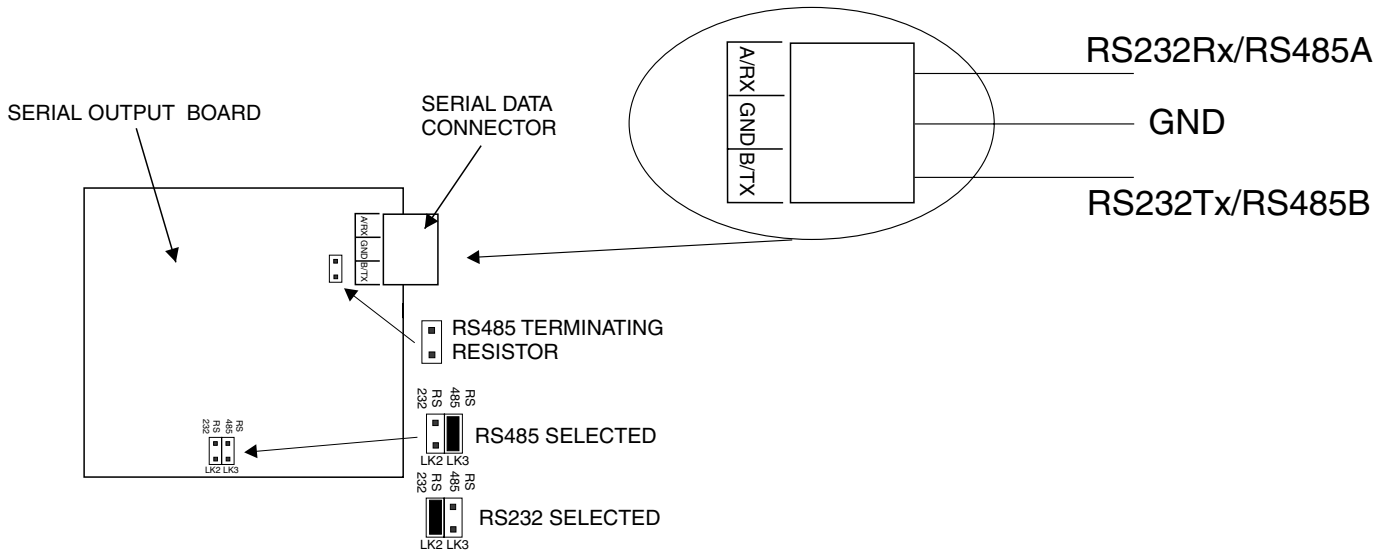 SERIAL OUTPUT BOARD
SERIAL DATA
CONNECTOR
A/RX
GND
B/TX
RS232Rx/RS485A
GND
RS232Tx/RS485B
A/RX
GND
B/TX
RS485 TERMINATING
RESISTOR
RS
232
RS
485
LK2 LK3
RS
232
RS
485
LK2 LK3
RS485 SELECTED
RS
232
RS
485
LK2 LK3
RS232 SELECTED